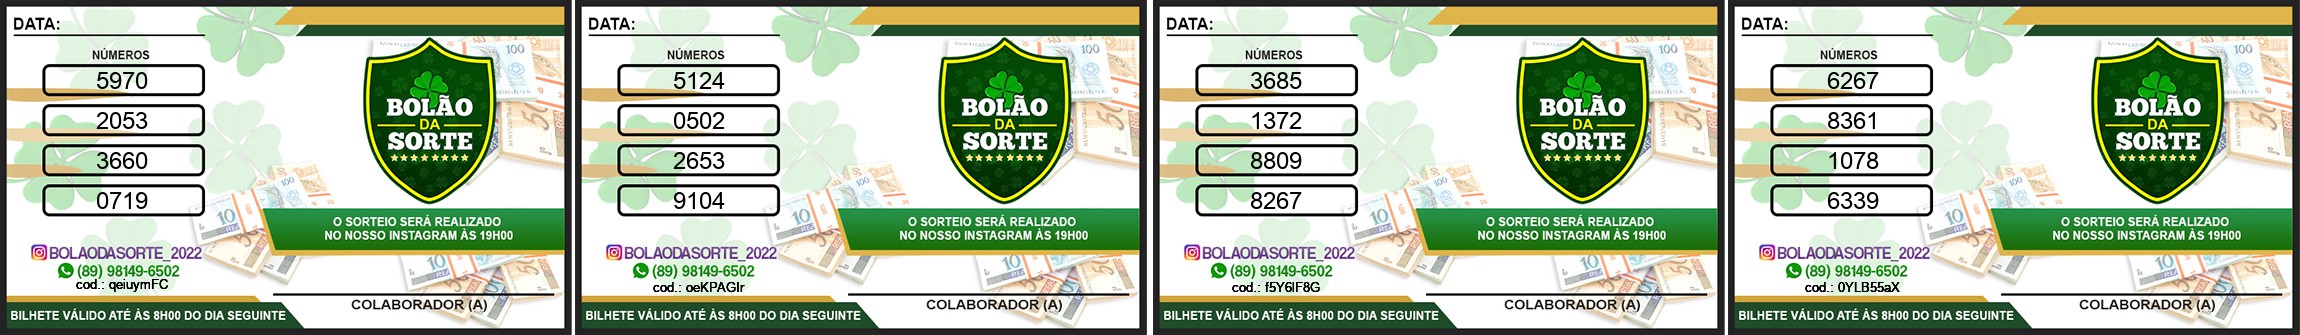 DATA:
NÚMEROS
5970
2053
3660
0719
BOLÃO
DA
SORTE
O SORTEIO SERÁ REALIZADO
NO NOSSO INSTAGRAM ÀS 19H00
BOLAODASORTE_2022
(89) 98149-6502
cod.: qeiuymFC
COLABORADOR (A)
BILHETE VÁLIDO ATÉ ÀS 8H00 DO DIA SEGUINTE
DATA:
NÚMEROS
5124
0502
2653
9104
BOLÃO
DA
SORTE
O SORTEIO SERÁ REALIZADO
NO NOSSO INSTAGRAM ÀS 19H00
BOLAODASORTE_2022
(89) 98149-6502
cod.: oeKPAGIr
COLABORADOR (A)
BILHETE VÁLIDO ATÉ ÀS 8H00 DO DIA SEGUINTE
DATA:
NÚMEROS
3685
1372
8809
8267
BOLÃO
DA
SORTE
O SORTEIO SERÁ REALIZADO
NO NOSSO INSTAGRAM ÀS 19H00
BOLAODASORTE_2022
(89) 98149-6502
cod.: f5Y6IF8G
COLABORADOR (A)
BILHETE VÁLIDO ATÉ ÀS 8H00 DO DIA SEGUINTE
DATA:
NÚMEROS
6267
8361
1078
6339
BOLÃO
DA
SORTE
O SORTEIO SERÁ REALIZADO
NO NOSSO INSTAGRAM ÀS 19H00
BOLAODASORTE_2022
(89) 98149-6502
cod.: 0YLB55aX
COLABORADOR (A)
BILHETE VÁLIDO ATÉ ÀS 8H00 DO DIA SEGUINTE